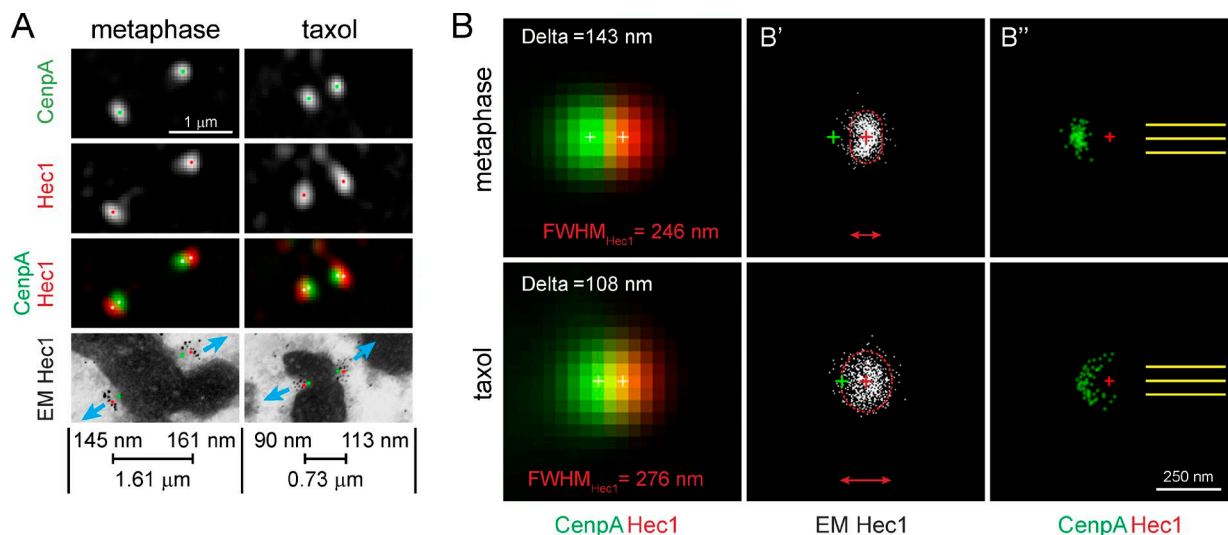 A
metaphase
taxol
CenpA
1 μm
Hec1
CenpA
Hec1
EM Hec1
145 nm 161 nm
1.61 μm
90 nm 113 nm
0.73 μm
B
metaphase
Delta =143 nm
FWHMHec1 = 246 nm
B'
B''
taxol
Delta =108 nm
FWHMHec1 = 276 nm
250 nm
CenpA Hec1
EM Hec1
CenpA Hec1